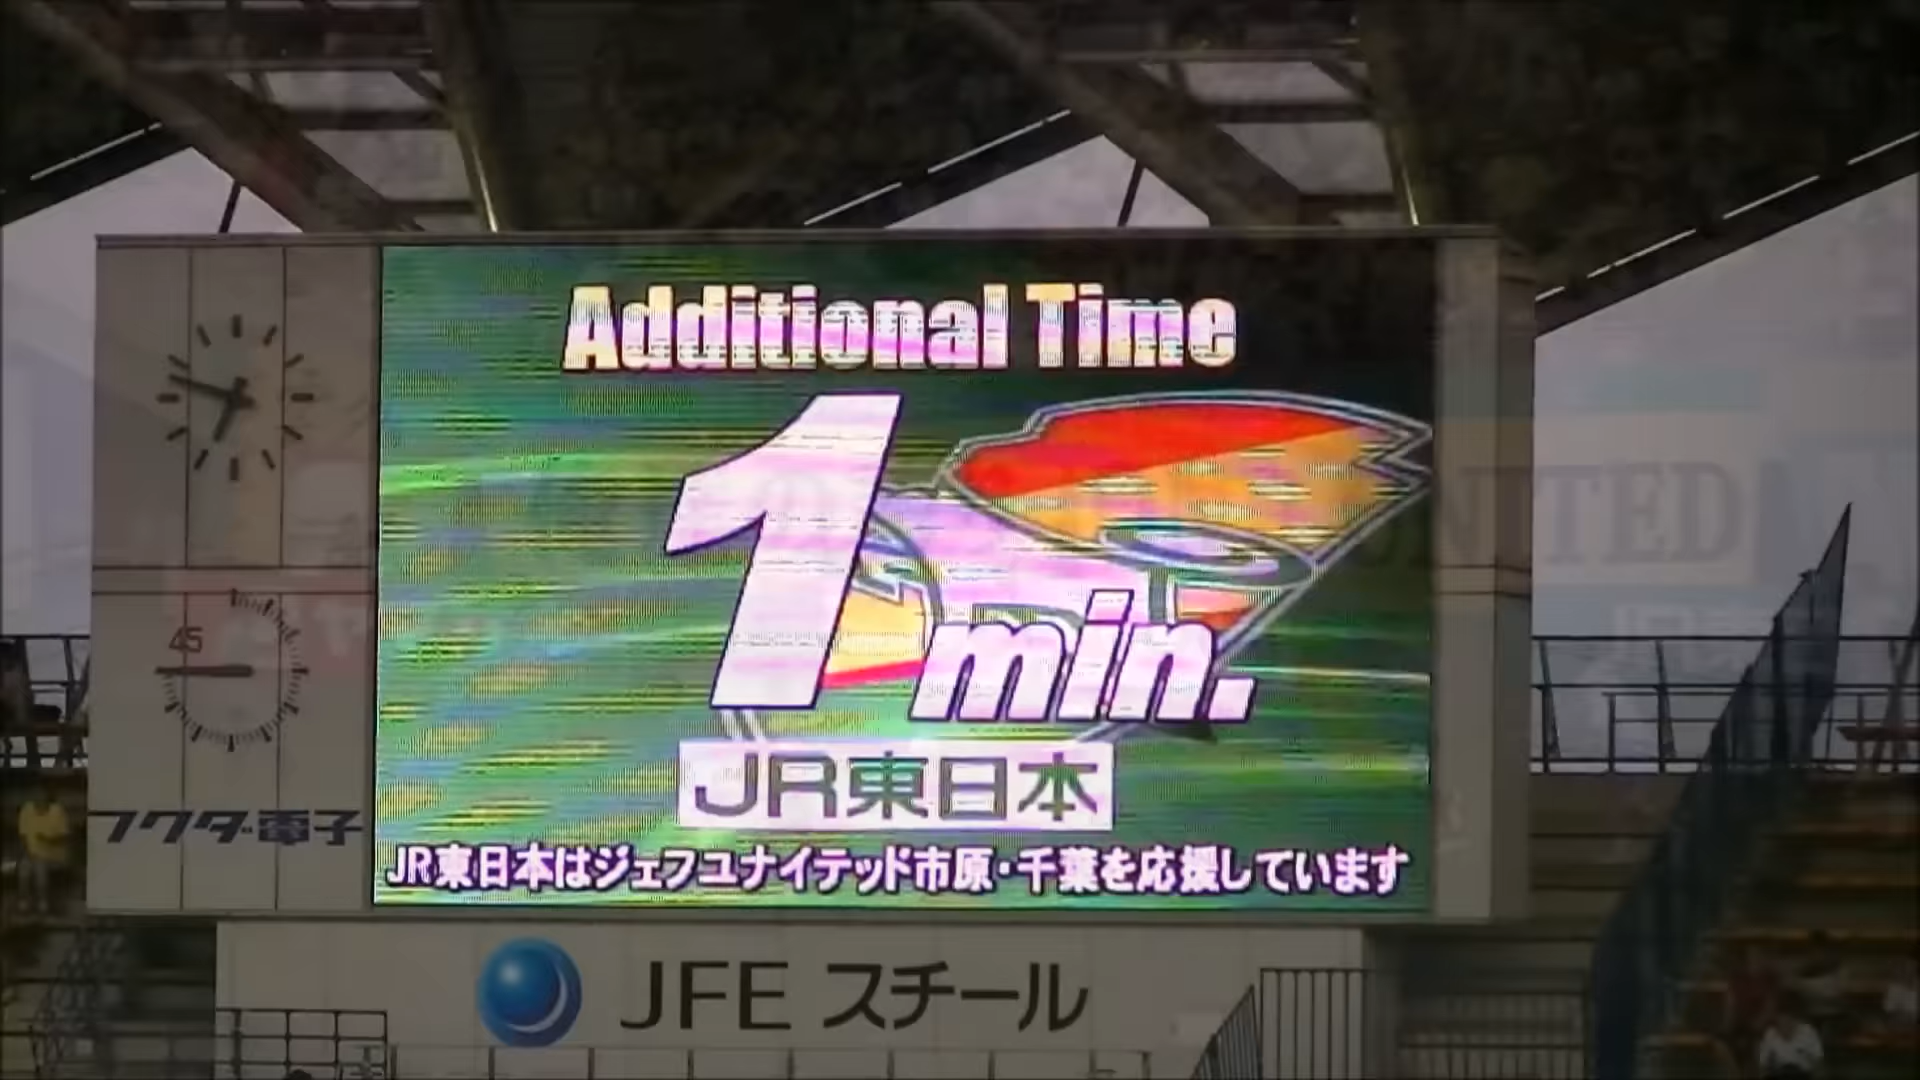 Additional Time
1min.
JR東日本
JR東日本はジェフユナイテッド市原・千葉を応援しています
45
フクダ電子
JFE スチール
UNITED